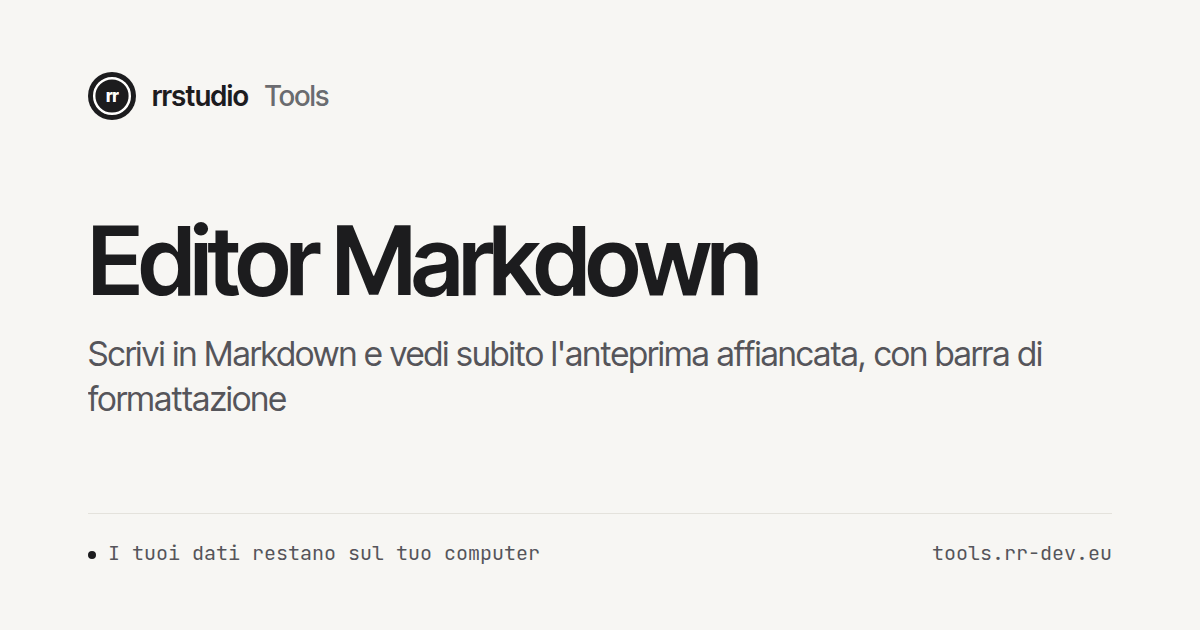 rr rrstudio Tools
Editor Markdown
Scrivi in Markdown e vedi subito l'anteprima affiancata, con barra di
formattazione
I tuoi dati restano sul tuo computer
tools.rr-dev.eu